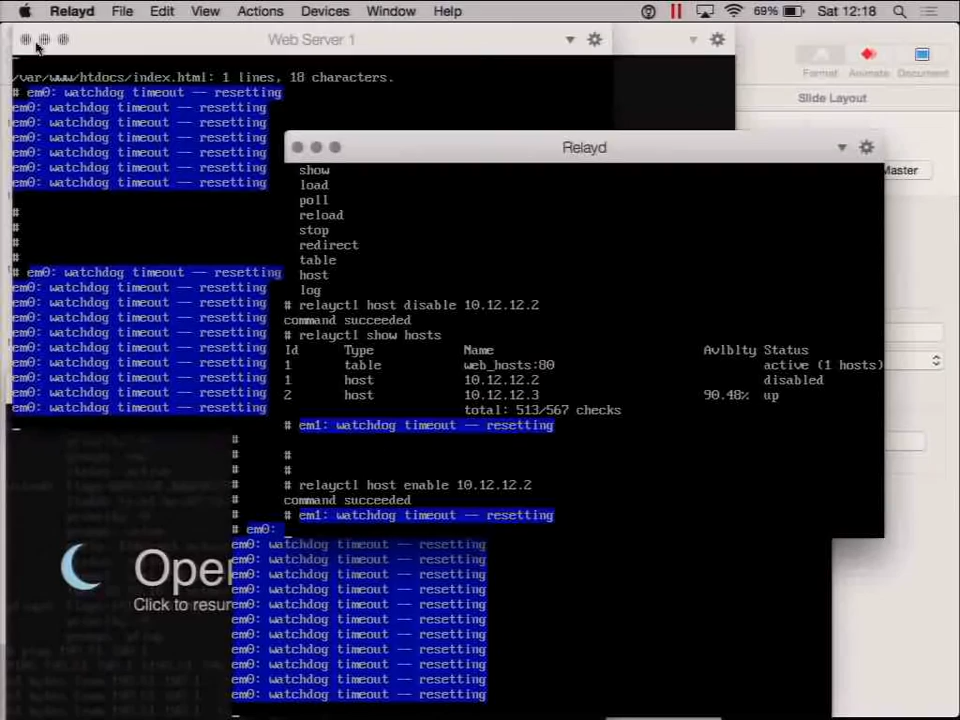 Relayd File Edit View Actions Devices Window Help 69% Sat 12:18
Web Server 1
Format Animate Document
Slide Layout
Master
/var/www/htdocs/index.html: 1 lines, 18 characters.
# em0: watchdog timeout -- resetting
em0: watchdog timeout -- resetting
em0: watchdog timeout -- resetting
em0: watchdog timeout -- resetting
em0: watchdog timeout -- resetting
em0: watchdog timeout -- resetting
em0: watchdog timeout -- resetting
#
#
#
#
# em0: watchdog timeout -- resetting
em0: watchdog timeout -- resetting
em0: watchdog timeout -- resetting
em0: watchdog timeout -- resetting
em0: watchdog timeout -- resetting
em0: watchdog timeout -- resetting
em0: watchdog timeout -- resetting
em0: watchdog timeout -- resetting
em0: watchdog timeout -- resetting
em0: watchdog timeout -- resetting
Relayd
show
load
poll
reload
stop
redirect
table
host
log
# relayctl host disable 10.12.12.2
command succeeded
# relayctl show hosts
Id Type Name Avlblty Status
1 table web_hosts:80 active (1 hosts)
1 host 10.12.12.2 disabled
2 host 10.12.12.3 90.48% up
total: 513/567 checks
# em1: watchdog timeout -- resetting
#
#
# relayctl host enable 10.12.12.2
command succeeded
# em1: watchdog timeout -- resetting
#
#
#
#
#
#
# em0:
em0: watchdog timeout -- resetting
em0: watchdog timeout -- resetting
em0: watchdog timeout -- resetting
em0: watchdog timeout -- resetting
em0: watchdog timeout -- resetting
em0: watchdog timeout -- resetting
em0: watchdog timeout -- resetting
em0: watchdog timeout -- resetting
em0: watchdog timeout -- resetting
em0: watchdog timeout -- resetting
em0: watchdog timeout -- resetting
Oper
Click to resu